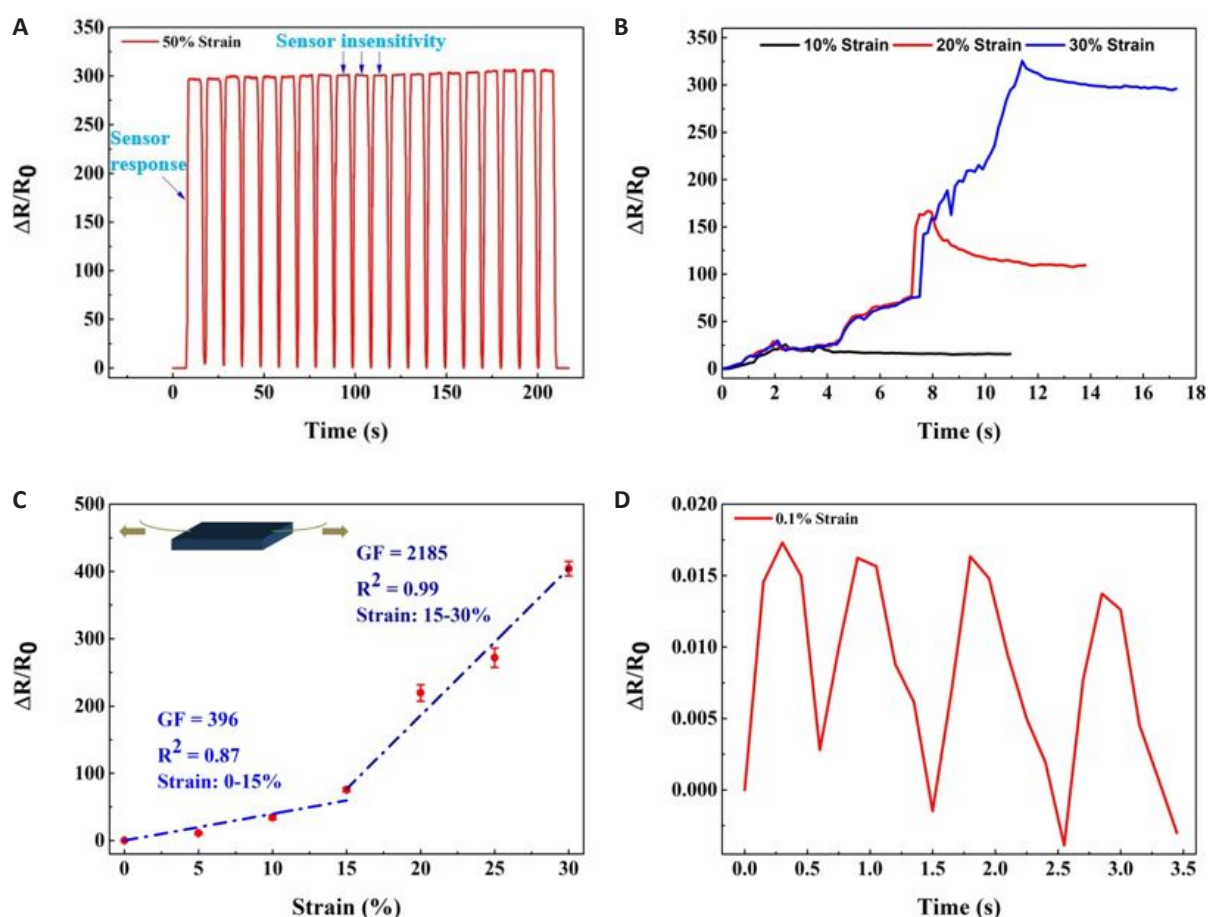 A
50% Strain
Sensor insensitivity
Sensor
response
350
300
250
200
150
100
50
0
ΔR/R0
0
50
100
150
200
Time (s)
B
10% Strain
20% Strain
30% Strain
350
300
250
200
150
100
50
0
ΔR/R0
0
2
4
6
8
10
12
14
16
18
Time (s)
C
500
400
300
200
100
0
ΔR/R0
GF = 2185
R² = 0.99
Strain: 15-30%
GF = 396
R² = 0.87
Strain: 0-15%
0
5
10
15
20
25
30
Strain (%)
D
0.1% Strain
0.020
0.015
0.010
0.005
0.000
ΔR/R0
0.0
0.5
1.0
1.5
2.0
2.5
3.0
3.5
Time (s)